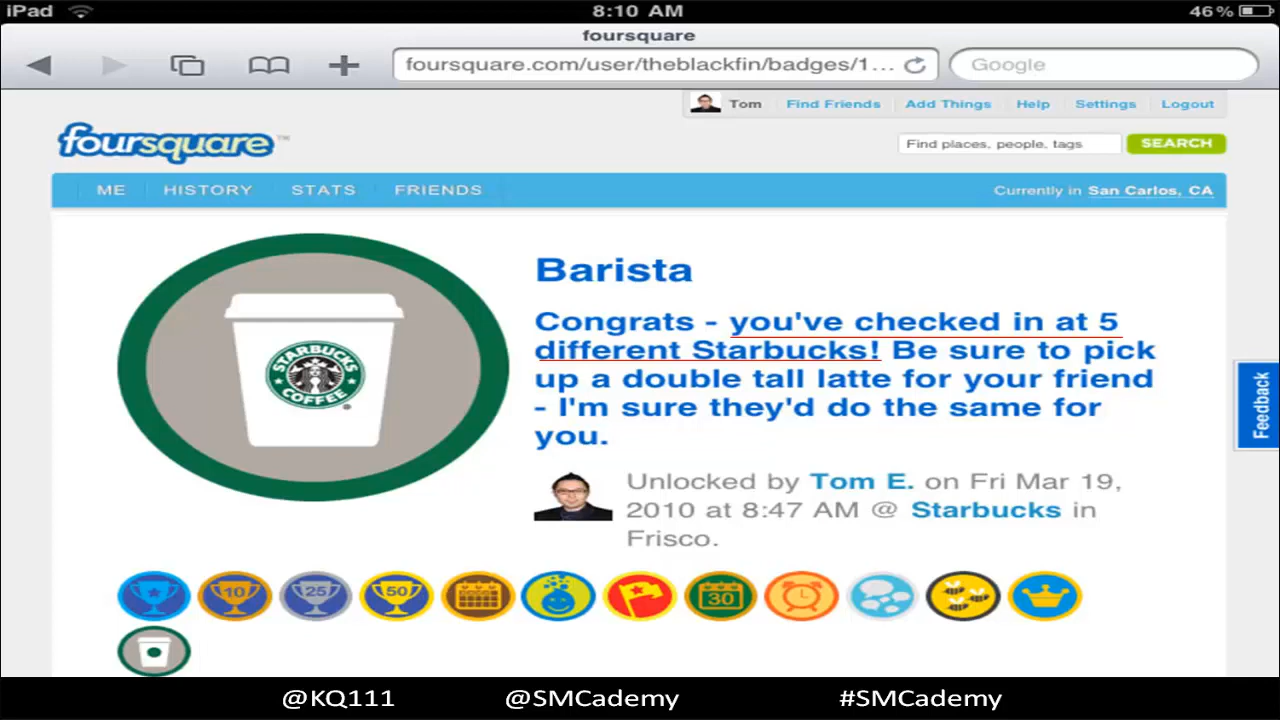 iPad 8:10 AM 46 %
foursquare
foursquare.com/user/theblackfin/badges/1... Google
Tom Find Friends Add Things Help Settings Logout
foursquare™
Find places, people, tags SEARCH
ME HISTORY STATS FRIENDS Currently in San Carlos, CA
Barista
Congrats - you've checked in at 5
different Starbucks! Be sure to pick
up a double tall latte for your friend
- I'm sure they'd do the same for
you.
STARBUCKS
COFFEE
Feedback
Unlocked by Tom E. on Fri Mar 19,
2010 at 8:47 AM @ Starbucks in
Frisco.
10 25 50 30
@KQ111 @SMCademy #SMCademy